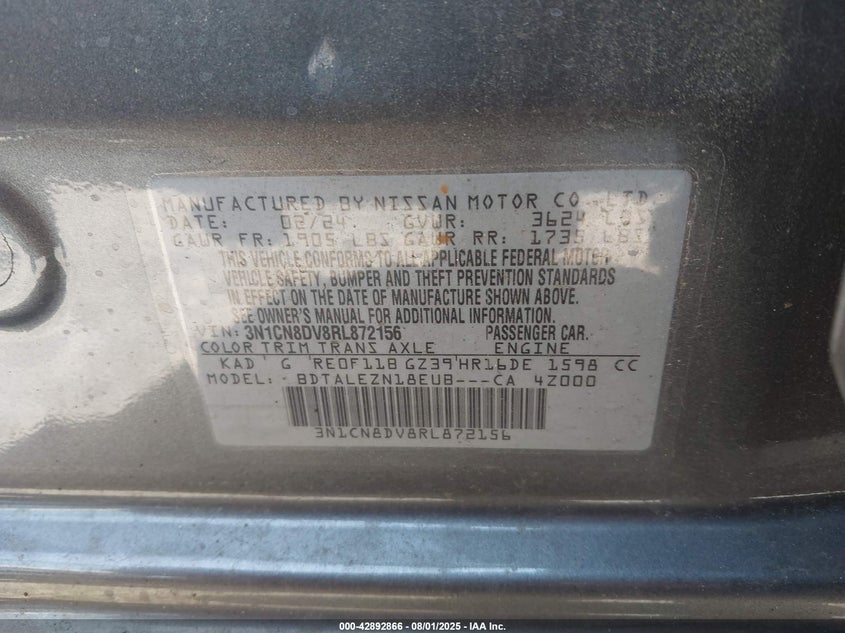 MANUFACTURED BY NISSAN MOTOR CO., LTD.
DATE: 02/24 GVWR: 3624 LBS
GAWR FR: 1905 LBS GAWR RR: 1735 LBS
THIS VEHICLE CONFORMS TO ALL APPLICABLE FEDERAL MOTOR
VEHICLE SAFETY, BUMPER AND THEFT PREVENTION STANDARDS
IN EFFECT ON THE DATE OF MANUFACTURE SHOWN ABOVE.
SEE OWNER'S MANUAL FOR ADDITIONAL INFORMATION.
VIN: 3N1CN8DV8RL872156 PASSENGER CAR.
COLOR TRIM TRANS AXLE ENGINE
KAD G RE0F11B GZ39 HR16DE 1598 CC
MODEL: BDTALEZN18EUB---CA 4Z000
3N1CN8DV8RL872156
000-42892866 - 08/01/2025 - IAA Inc.